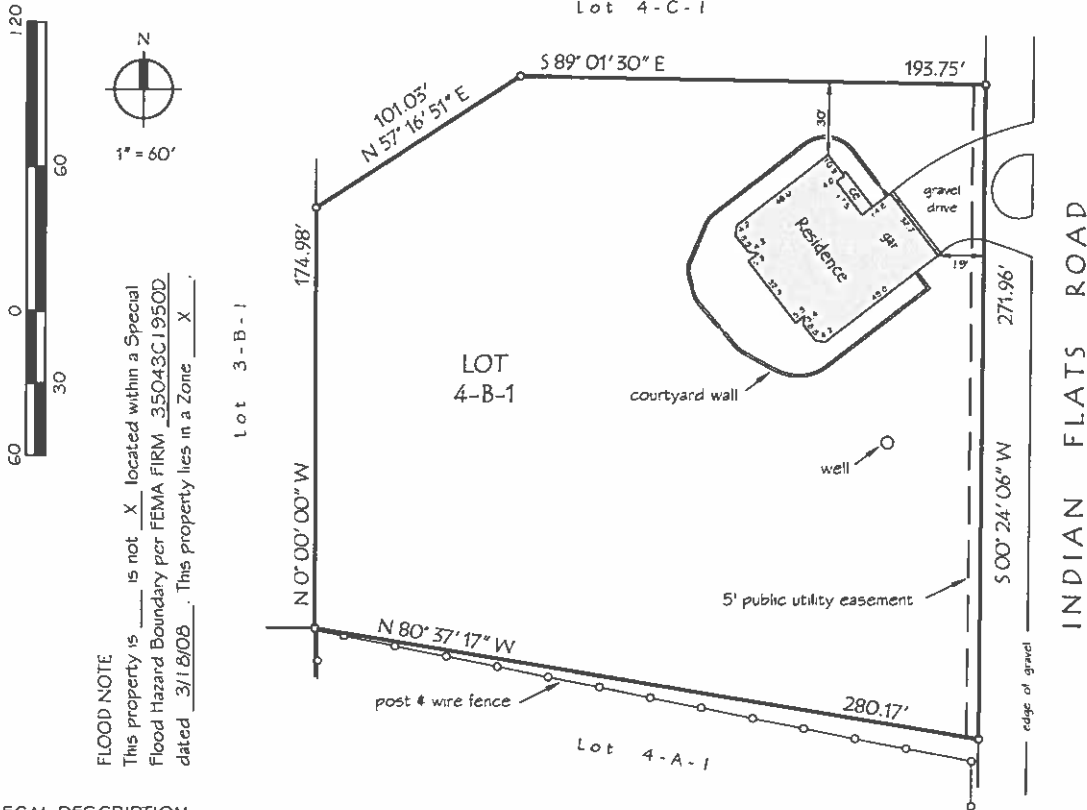 Lot 4-C-1
120
60
0
30
60
N
1" = 60'
S 89° 01' 30" E
193.75'
101.03'
N 57° 16' 51" E
30'
174.98'
N 0° 00' 00" W
Lot 3-B-1
gravel
drive
Residence
gar
19'
271.96'
S 00° 24' 06" W
INDIAN FLATS ROAD
LOT
4-B-1
courtyard wall
well
5' public utility easement
N 80° 37' 17" W
280.17'
post & wire fence
Lot 4-A-1
edge of gravel
FLOOD NOTE
This property is ____ is not X located within a Special
Flood Hazard Boundary per FEMA FIRM 35043C1950D
dated 3/18/08 . This property lies in a Zone X .